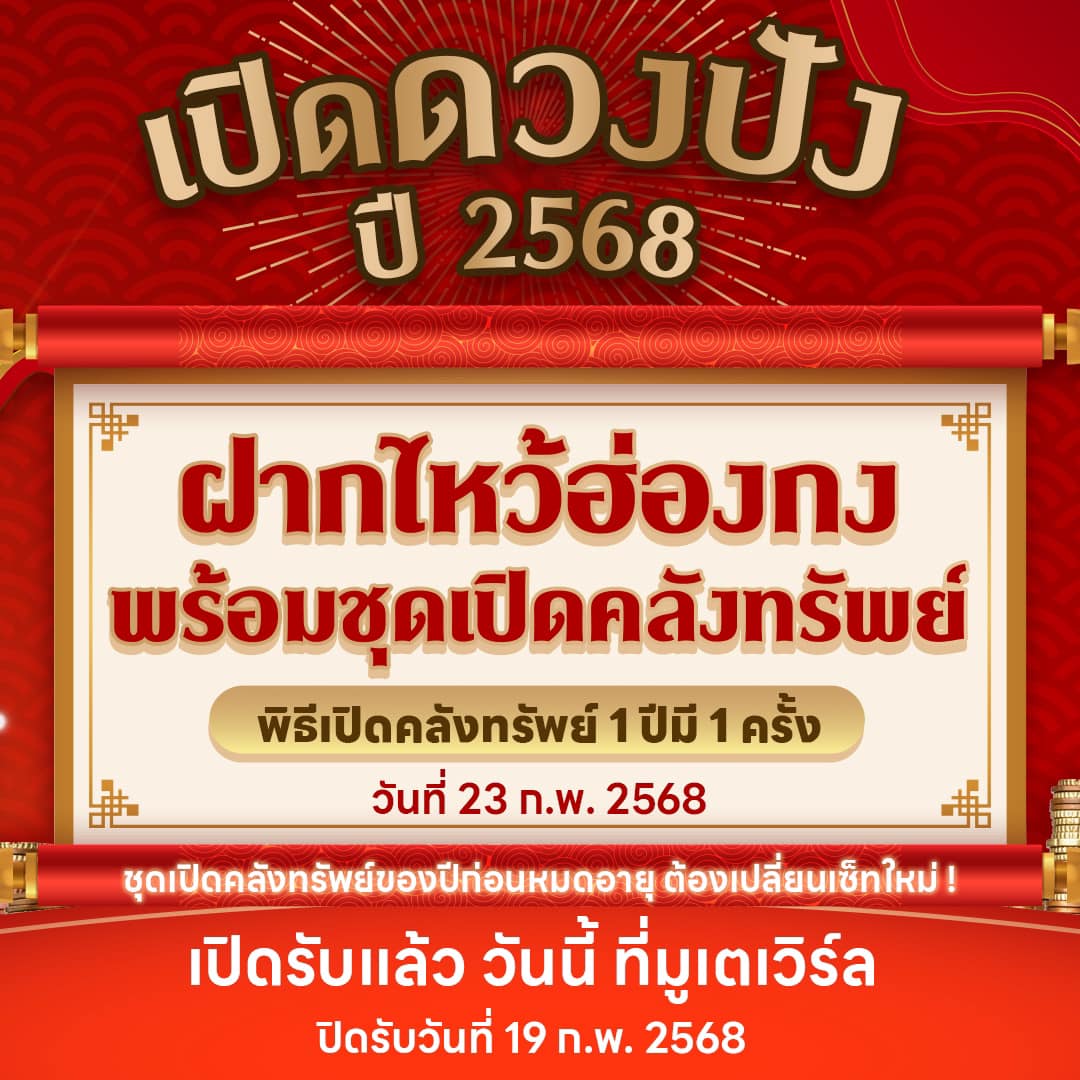 เปิดดวงปัง
ปี 2568
ฝากไหว้ฮ่องกง
พร้อมชุดเปิดคลังทรัพย์
พิธีเปิดคลังทรัพย์ 1 ปีมี 1 ครั้ง
วันที่ 23 ก.พ. 2568
ชุดเปิดคลังทรัพย์ของปีก่อนหมดอายุ ต้องเปลี่ยนเซ็ทใหม่ !
เปิดรับแล้ว วันนี้ ที่มูเตเวิร์ล
ปิดรับวันที่ 19 ก.พ. 2568